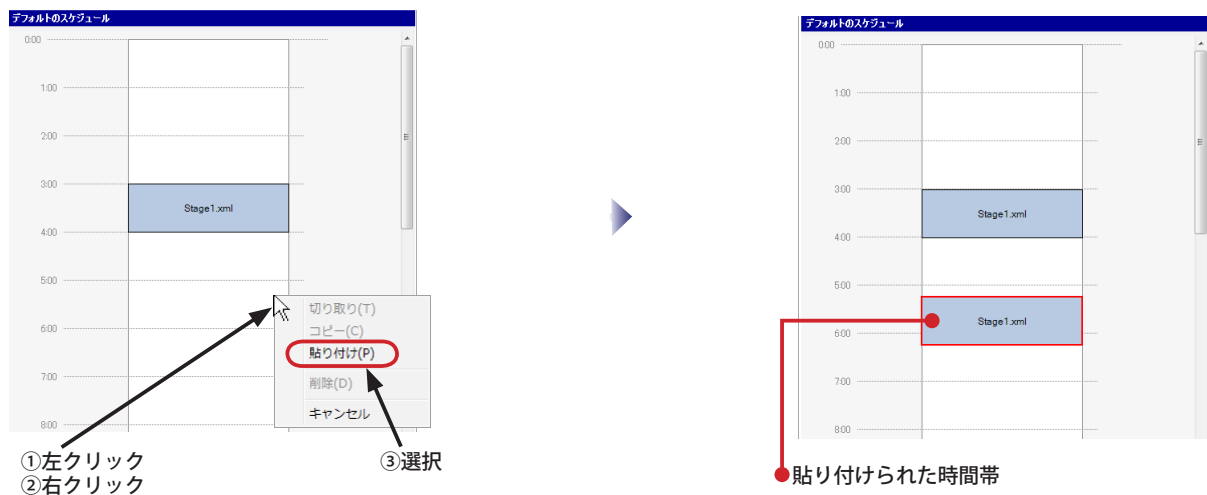 デフォルトのスケジュール
0:00
1:00
2:00
3:00
Stage1.xml
4:00
5:00
6:00
7:00
8:00
切り取り(T)
コピー(C)
貼り付け(P)
削除(D)
キャンセル
①左クリック
②右クリック
③選択
デフォルトのスケジュール
0:00
1:00
2:00
3:00
Stage1.xml
4:00
5:00
Stage1.xml
6:00
7:00
8:00
貼り付けられた時間帯